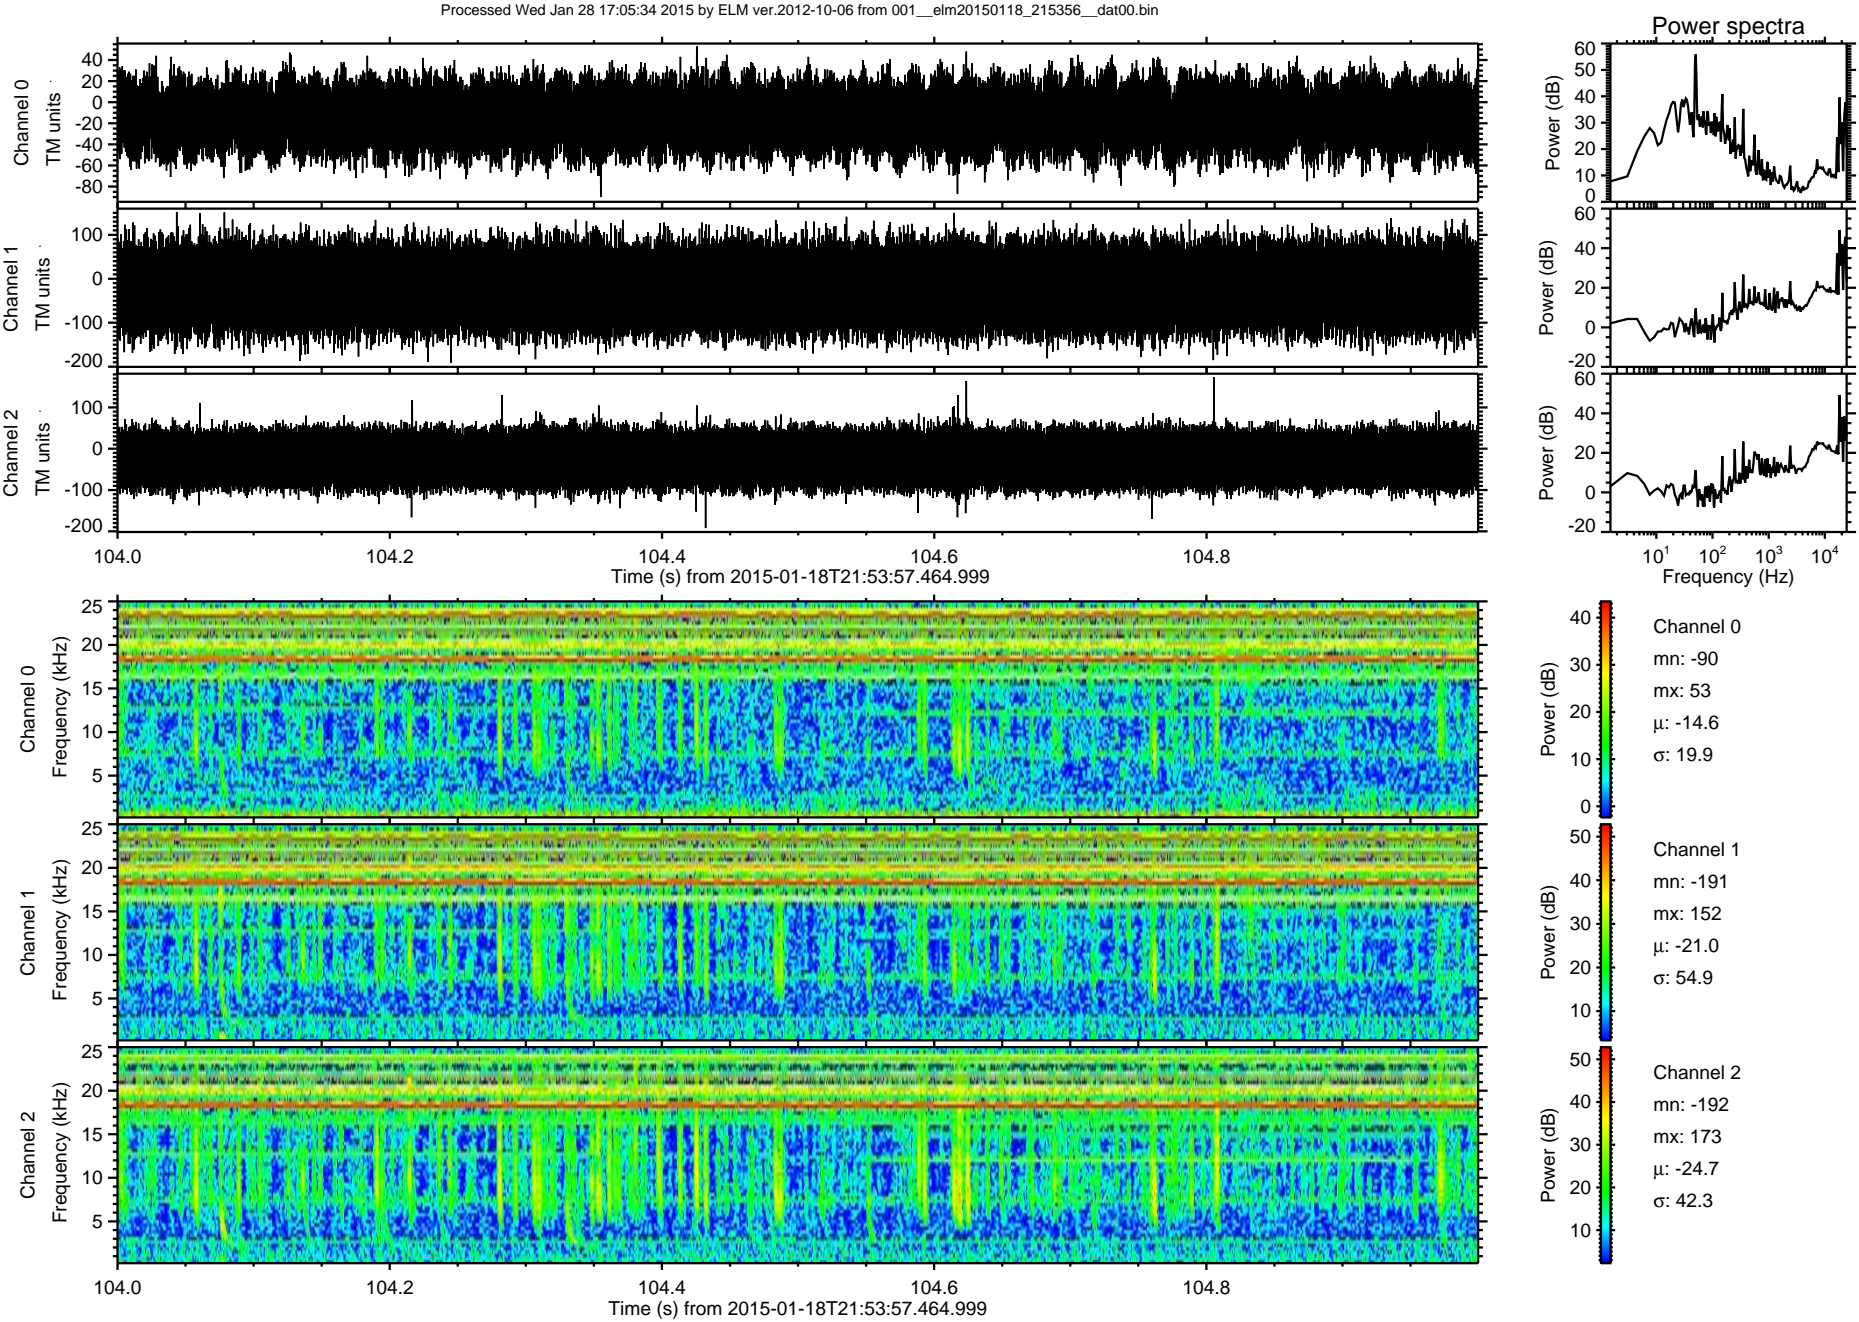 Processed Wed Jan 28 17:05:34 2015 by ELM ver.2012-10-06 from 001__elm20150118_215356__dat00.bin
Power spectra
Channel 0
TM units
40
20
0
-20
-40
-60
-80
Power (dB)
60
50
40
30
20
10
0
Channel 1
TM units
100
0
-100
-200
Power (dB)
60
40
20
0
-20
Channel 2
TM units
100
0
-100
-200
Power (dB)
60
40
20
0
-20
104.0
104.2
104.4
104.6
104.8
Time (s) from 2015-01-18T21:53:57.464.999
10¹
10²
10³
10⁴
Frequency (Hz)
Channel 0
Frequency (kHz)
25
20
15
10
5
Power (dB)
40
30
20
10
0
Channel 0
mn: -90
mx: 53
μ: -14.6
σ: 19.9
Channel 1
Frequency (kHz)
25
20
15
10
5
Power (dB)
50
40
30
20
10
Channel 1
mn: -191
mx: 152
μ: -21.0
σ: 54.9
Channel 2
Frequency (kHz)
25
20
15
10
5
Power (dB)
50
40
30
20
10
Channel 2
mn: -192
mx: 173
μ: -24.7
σ: 42.3
104.0
104.2
104.4
104.6
104.8
Time (s) from 2015-01-18T21:53:57.464.999